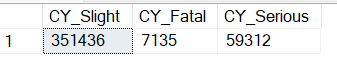 CY_Slight CY_Fatal CY_Serious
1 351436 7135 59312